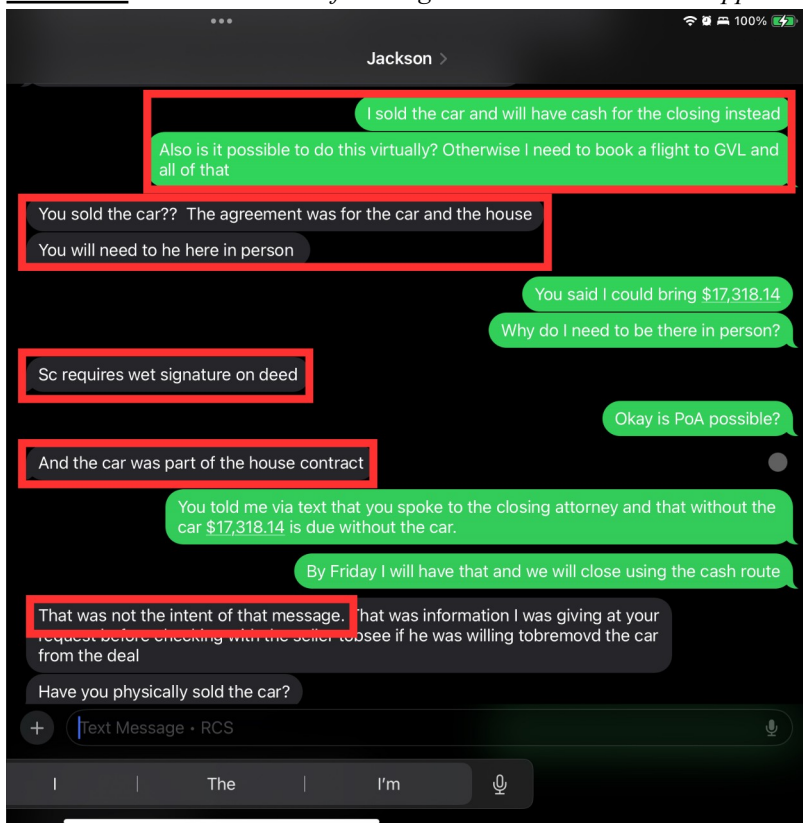 100%
Jackson >
I sold the car and will have cash for the closing instead
Also is it possible to do this virtually? Otherwise I need to book a flight to GVL and
all of that
You sold the car?? The agreement was for the car and the house
You will need to he here in person
You said I could bring $17,318.14
Why do I need to be there in person?
Sc requires wet signature on deed
Okay is PoA possible?
And the car was part of the house contract
You told me via text that you spoke to the closing attorney and that without the
car $17,318.14 is due without the car.
By Friday I will have that and we will close using the cash route
That was not the intent of that message. That was information I was giving at your
request before checking with the seller tobsee if he was willing tobremovd the car
from the deal
Have you physically sold the car?
Text Message • RCS
I The I'm